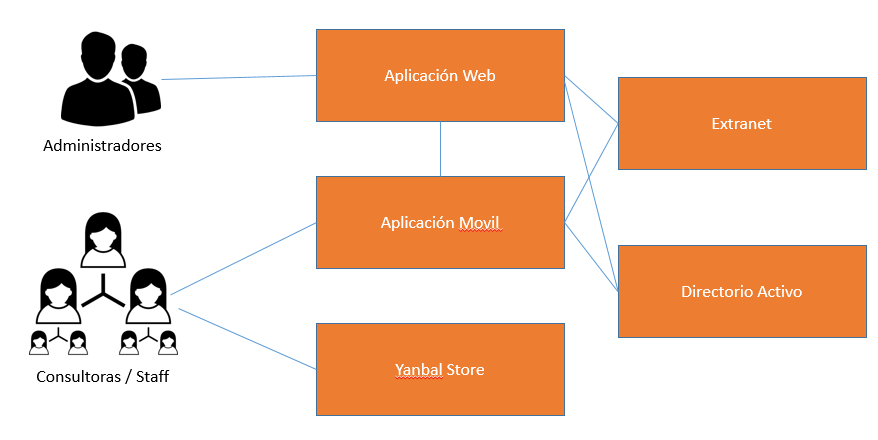 Aplicación Web
Extranet
Administradores
Aplicación Movil
Directorio Activo
Yanbal Store
Consultoras / Staff